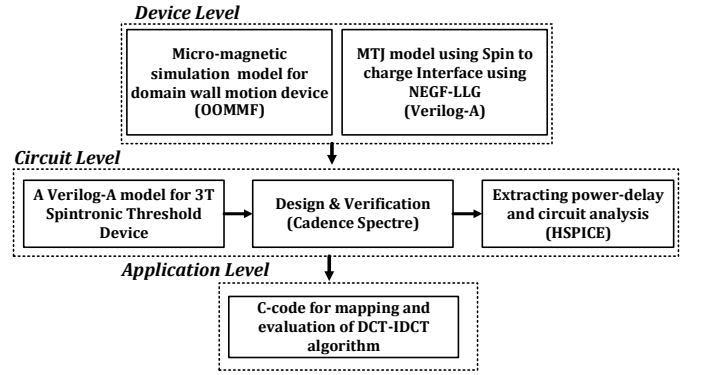 Device Level
Micro-magnetic
simulation model for
domain wall motion device
(OOMMF)
MTJ model using Spin to
charge Interface using
NEGF-LLG
(Verilog-A)
Circuit Level
A Verilog-A model for 3T
Spintronic Threshold
Device
Design & Verification
(Cadence Spectre)
Extracting power-delay
and circuit analysis
(HSPICE)
Application Level
C-code for mapping and
evaluation of DCT-IDCT
algorithm